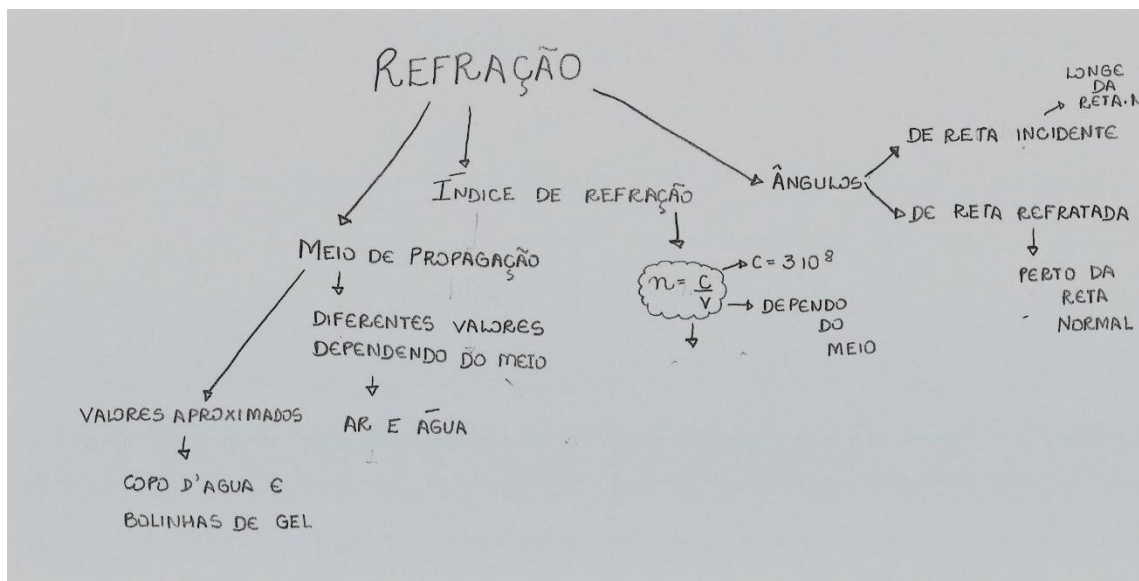 REFRAÇÃO
ÍNDICE DE REFRAÇÃO
MEIO DE PROPAGAÇÃO
DIFERENTES VALORES
DEPENDENDO DO MEIO
AR E ÁGUA
VALORES APROXIMADOS
COPO D'AGUA E
BOLINHAS DE GEL
n = C
V
C = 3 10⁸
DEPENDO
DO
MEIO
ÂNGULOS
DE RETA INCIDENTE
LONGE
DA
RETA.N
DE RETA REFRATADA
PERTO DA
RETA
NORMAL